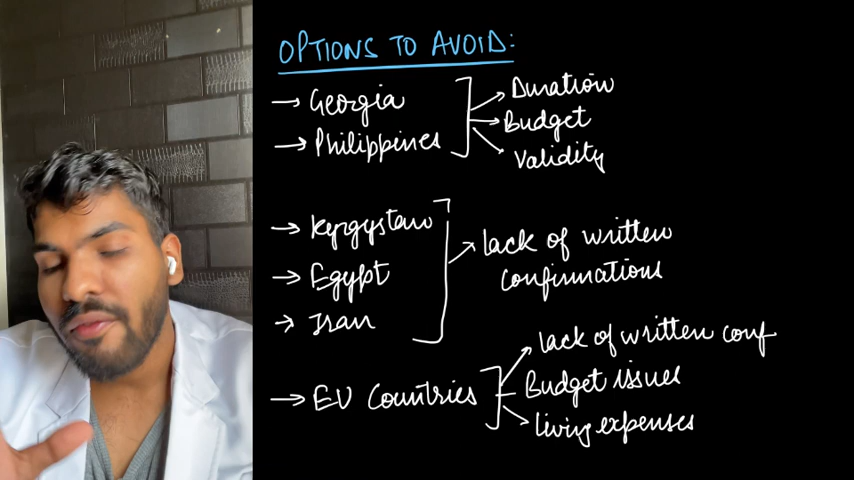 OPTIONS TO AVOID:
→ Georgia
→ Philippines
→ Duration
→ Budget
→ Validity
→ Kyrgystan
→ Egypt
→ Iran
→ lack of written
confirmations
→ EU Countries
→ lack of written conf
Budget issues
→ living expenses